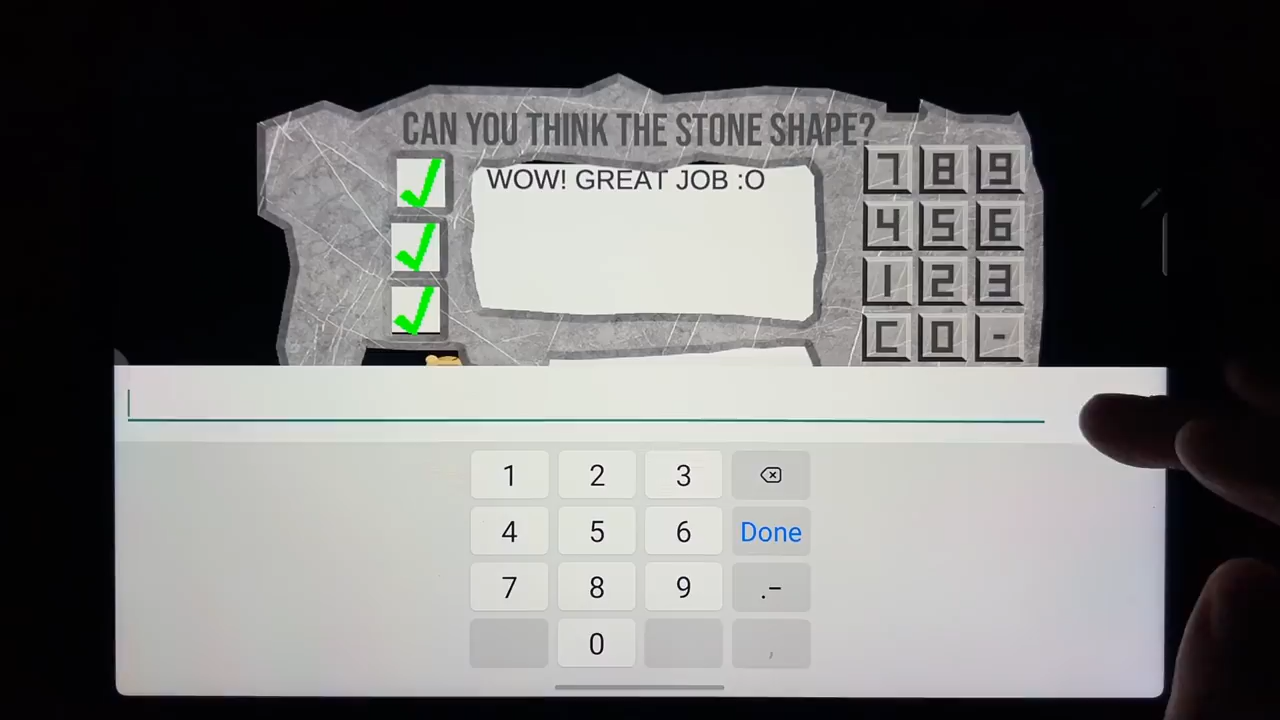 CAN YOU THINK THE STONE SHAPE?
WOW! GREAT JOB :O
7 8 9
4 5 6
1 2 3
C 0 -
1 2 3
4 5 6 Done
7 8 9 .-
0 ,